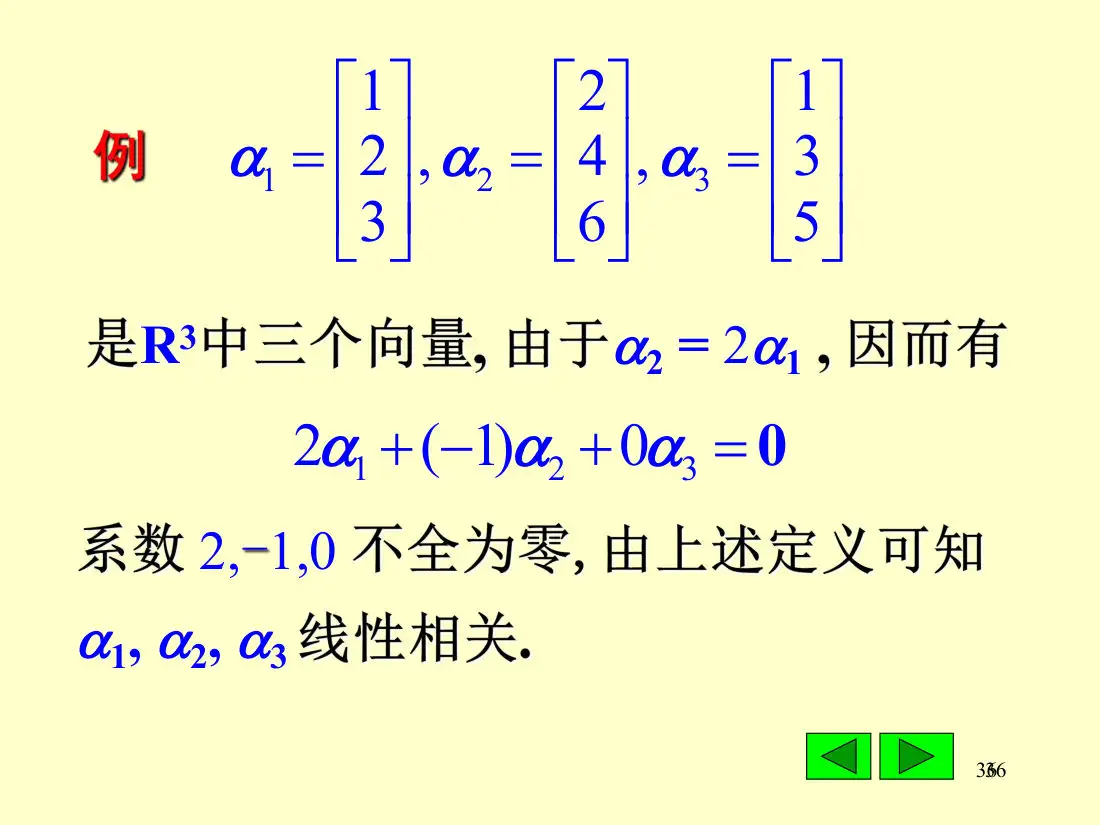 例 α₁ = [1 2 3], α₂ = [2 4 6], α₃ = [1 3 5]
是R³中三个向量, 由于α₂ = 2α₁ , 因而有
2α₁ + (−1)α₂ + 0α₃ = 0
系数 2,−1,0 不全为零, 由上述定义可知
α₁, α₂, α₃ 线性相关.